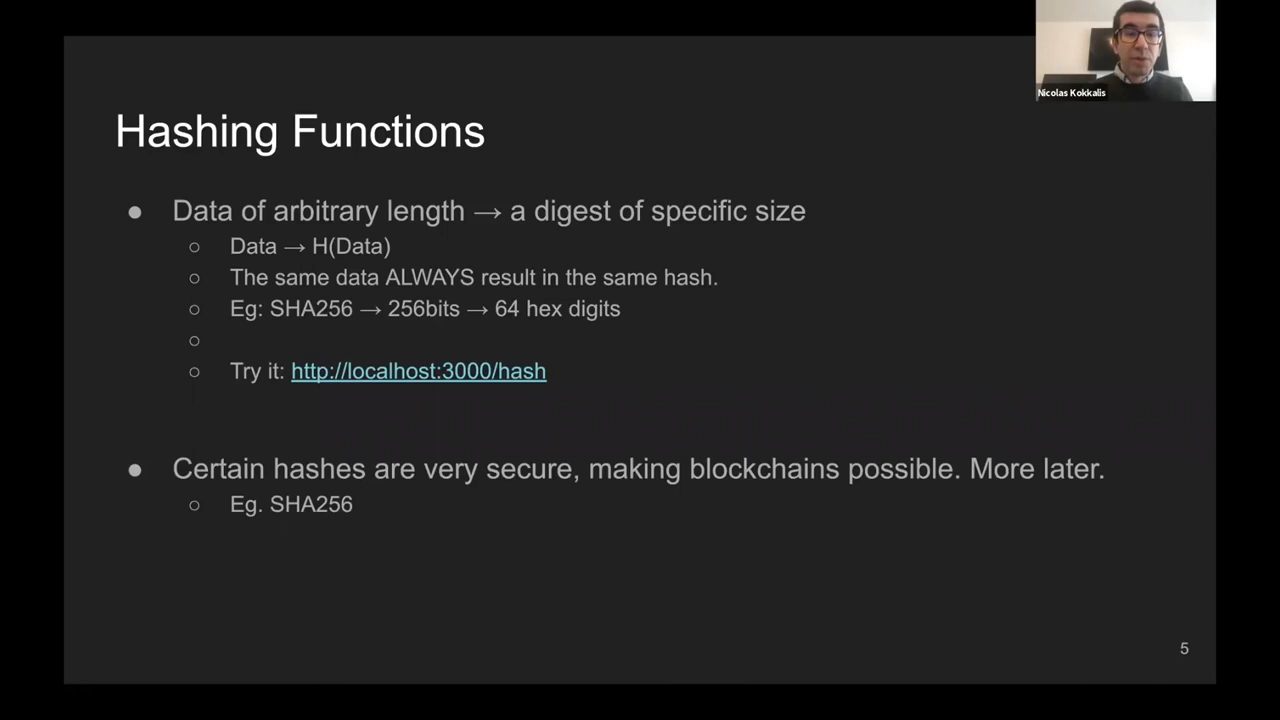 Nicolas Kokkalis
Hashing Functions
● Data of arbitrary length → a digest of specific size
○ Data → H(Data)
○ The same data ALWAYS result in the same hash.
○ Eg: SHA256 → 256bits → 64 hex digits
○
○ Try it: http://localhost:3000/hash
● Certain hashes are very secure, making blockchains possible. More later.
○ Eg. SHA256
5